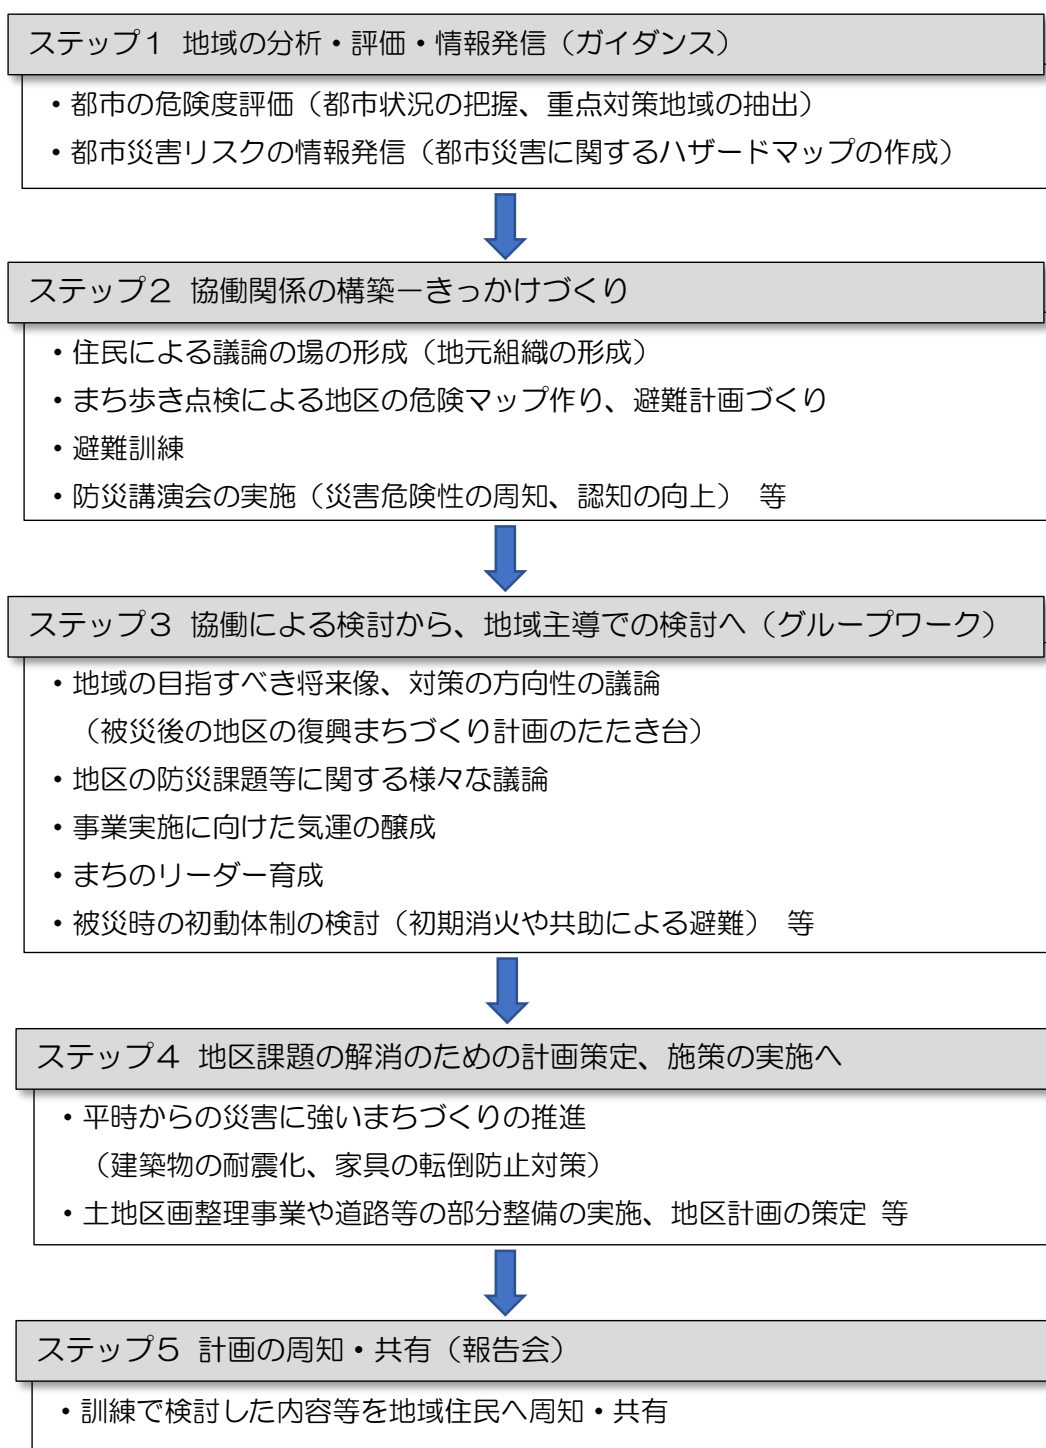 ステップ1 地域の分析・評価・情報発信（ガイダンス）
・都市の危険度評価（都市状況の把握、重点対策地域の抽出）
・都市災害リスクの情報発信（都市災害に関するハザードマップの作成）
ステップ2 協働関係の構築－きっかけづくり
・住民による議論の場の形成（地元組織の形成）
・まち歩き点検による地区の危険マップ作り、避難計画づくり
・避難訓練
・防災講演会の実施（災害危険性の周知、認知の向上） 等
ステップ3 協働による検討から、地域主導での検討へ（グループワーク）
・地域の目指すべき将来像、対策の方向性の議論
（被災後の地区の復興まちづくり計画のたたき台）
・地区の防災課題等に関する様々な議論
・事業実施に向けた気運の醸成
・まちのリーダー育成
・被災時の初動体制の検討（初期消火や共助による避難） 等
ステップ4 地区課題の解消のための計画策定、施策の実施へ
・平時からの災害に強いまちづくりの推進
（建築物の耐震化、家具の転倒防止対策）
・土地区画整理事業や道路等の部分整備の実施、地区計画の策定 等
ステップ5 計画の周知・共有（報告会）
・訓練で検討した内容等を地域住民へ周知・共有